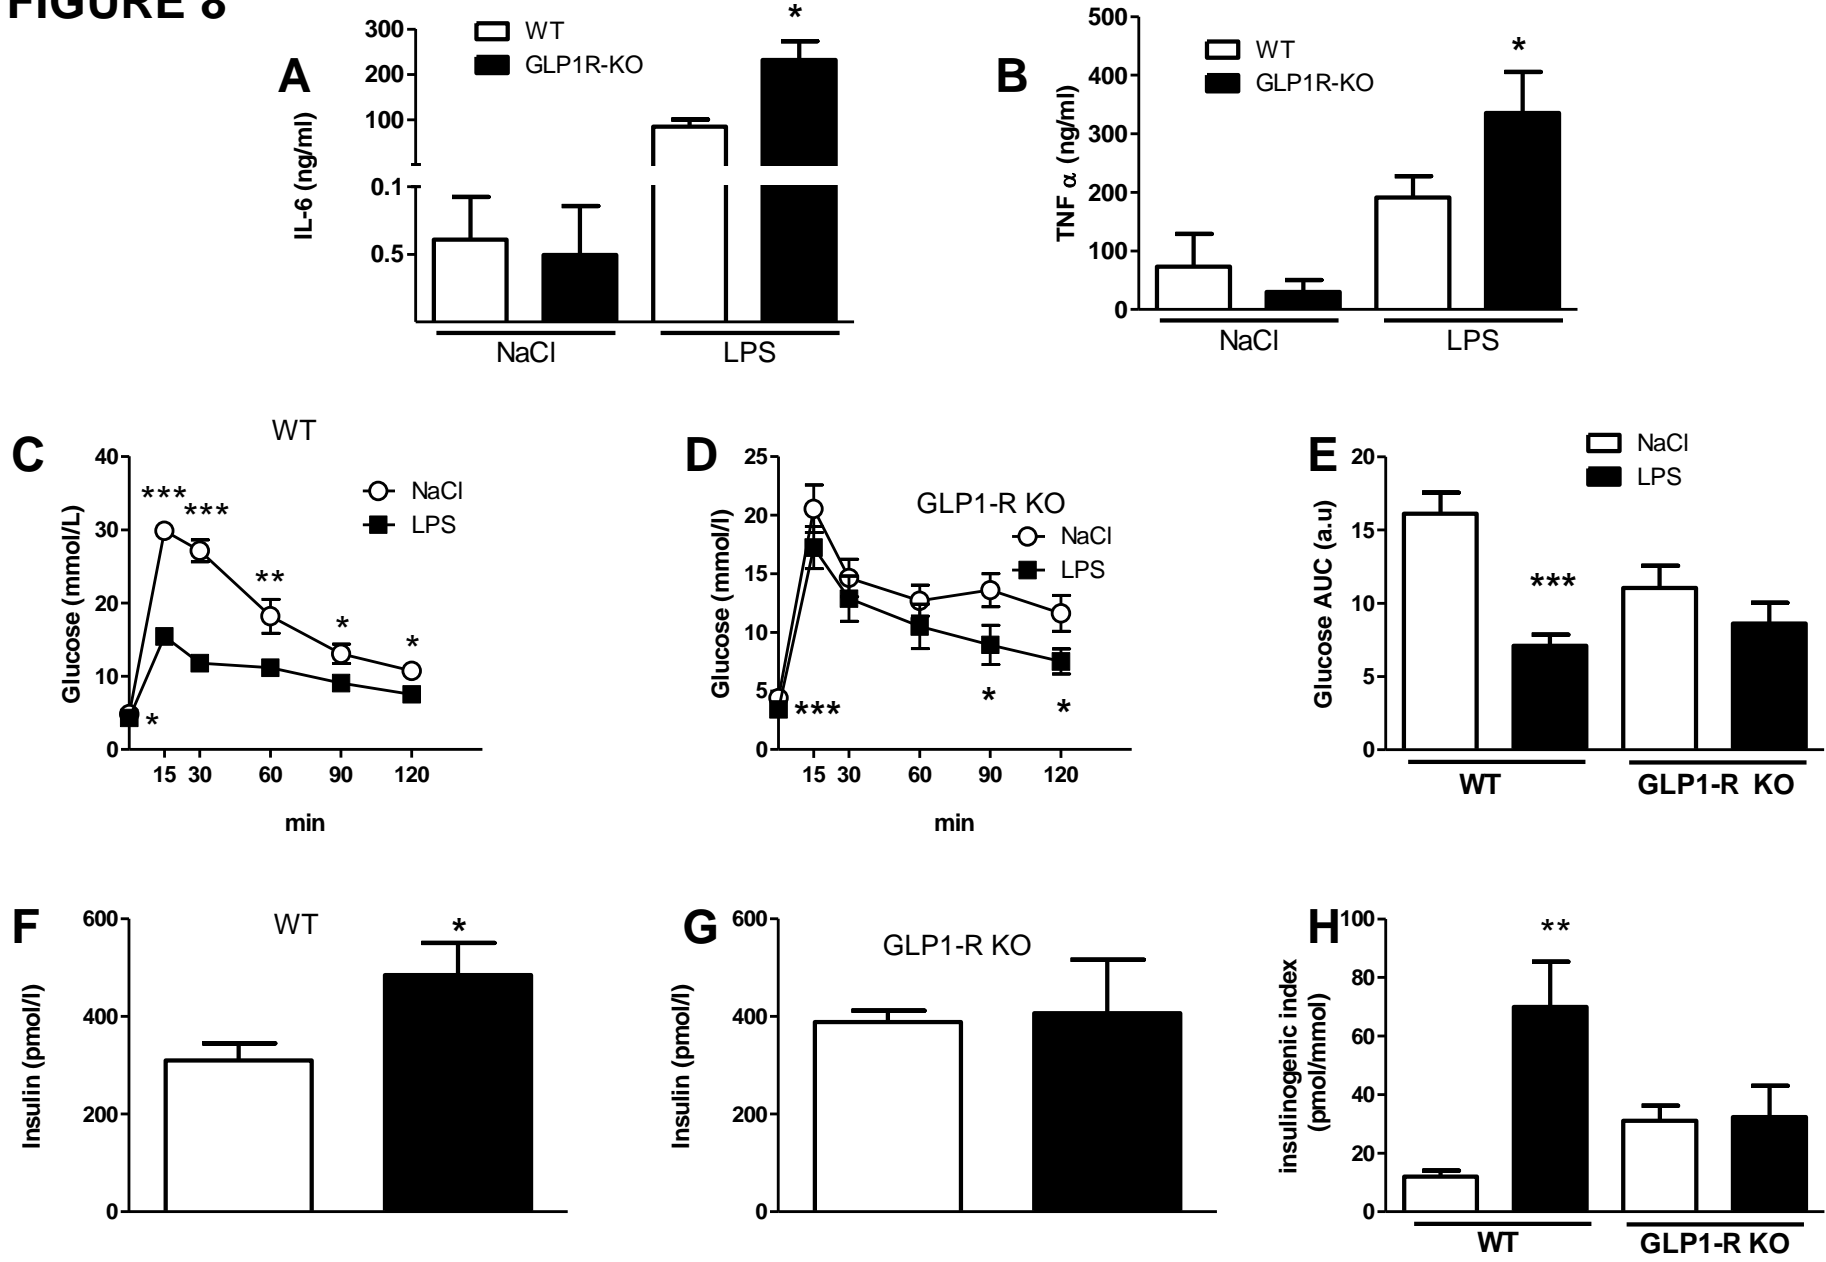 FIGURE 8
A
IL-6 (ng/ml)
300
200
100
0.1
0.5
WT
GLP1R-KO
*
NaCl
LPS
B
TNF α (ng/ml)
500
400
300
200
100
0
WT
GLP1R-KO
*
NaCl
LPS
C
WT
Glucose (mmol/L)
40
30
20
10
0
***
***
**
*
*
*
NaCl
LPS
15 30 60 90 120
min
D
GLP1-R KO
Glucose (mmol/l)
25
20
15
10
5
0
NaCl
LPS
***
*
*
15 30 60 90 120
min
E
Glucose AUC (a.u)
20
15
10
5
0
NaCl
LPS
***
WT
GLP1-R KO
F
WT
Insulin (pmol/l)
600
400
200
0
*
G
GLP1-R KO
Insulin (pmol/l)
600
400
200
0
H
insulinogenic index
(pmol/mmol)
100
80
60
40
20
0
**
WT
GLP1-R KO